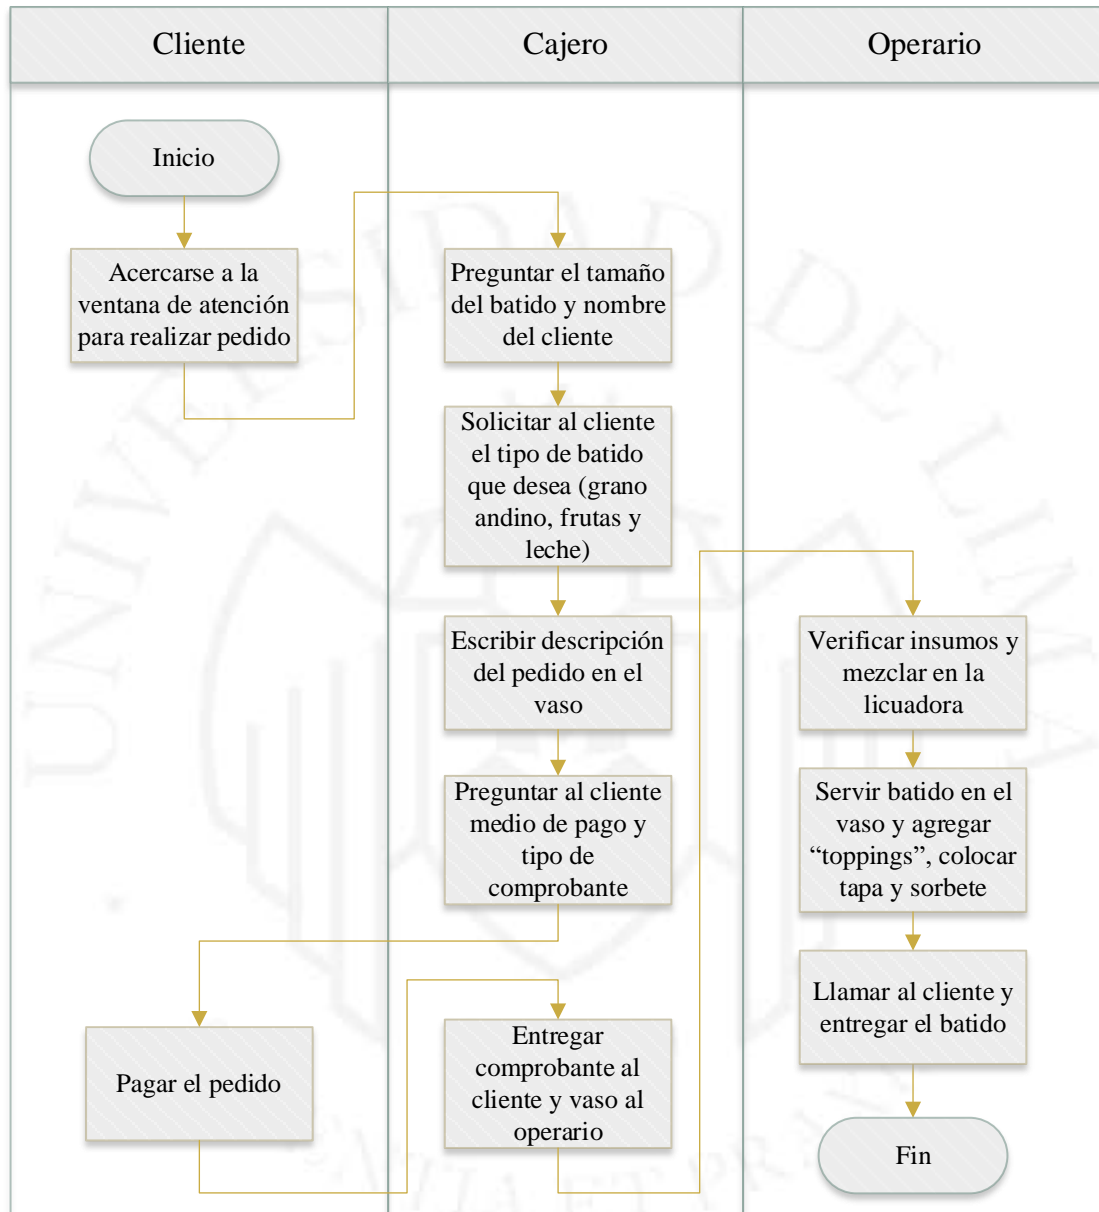 Cliente
Cajero
Operario
Inicio
Acercarse a la
ventana de atención
para realizar pedido
Preguntar el tamaño
del batido y nombre
del cliente
Solicitar al cliente
el tipo de batido
que desea (grano
andino, frutas y
leche)
Escribir descripción
del pedido en el
vaso
Preguntar al cliente
medio de pago y
tipo de
comprobante
Pagar el pedido
Entregar
comprobante al
cliente y vaso al
operario
Verificar insumos y
mezclar en la
licuadora
Servir batido en el
vaso y agregar
“toppings”, colocar
tapa y sorbete
Llamar al cliente y
entregar el batido
Fin
UNIVERSIDAD DE LIMA